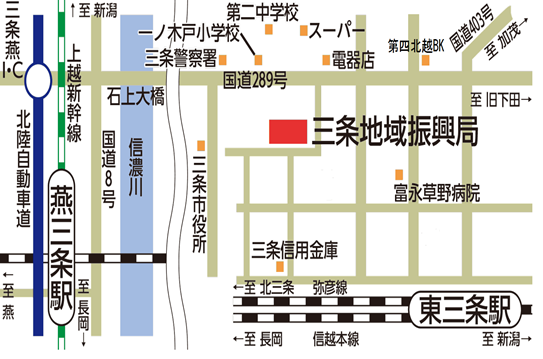 三条燕I・C
↑至 新潟
上越新幹線
北陸自動車道
燕三条駅
←至 燕
石上大橋
国道8号
至 長岡↓
信濃川
第二中学校
一ノ木戸小学校
三条警察署
スーパー
電器店
国道289号
第四北越BK
国道403号
至 加茂→
至 旧下田→
三条地域振興局
三条市役所
富永草野病院
三条信用金庫
←至 北三条 弥彦線
東三条駅
←至 長岡 信越本線
至 新潟→